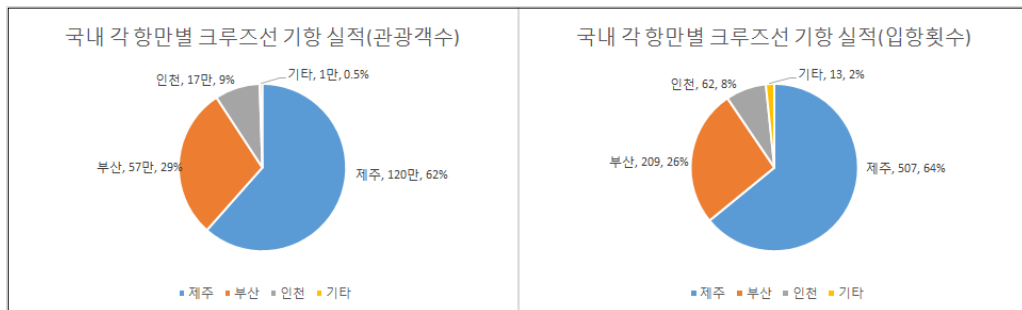 국내 각 항만별 크루즈선 기항 실적(관광객수)
기타, 1만, 0.5%
인천, 17만, 9%
부산, 57만, 29%
제주, 120만, 62%
제주 부산 인천 기타
국내 각 항만별 크루즈선 기항 실적(입항횟수)
기타, 13, 2%
인천, 62, 8%
부산, 209, 26%
제주, 507, 64%
제주 부산 인천 기타